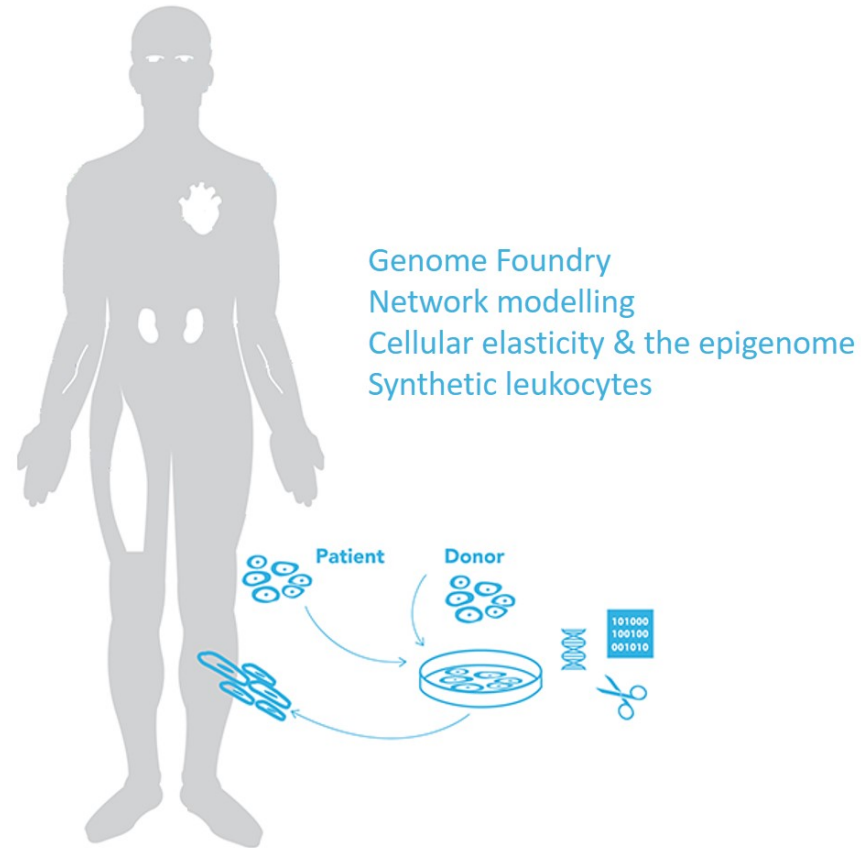 Genome Foundry
Network modelling
Cellular elasticity & the epigenome
Synthetic leukocytes
Patient
Donor
101000
100100
001010